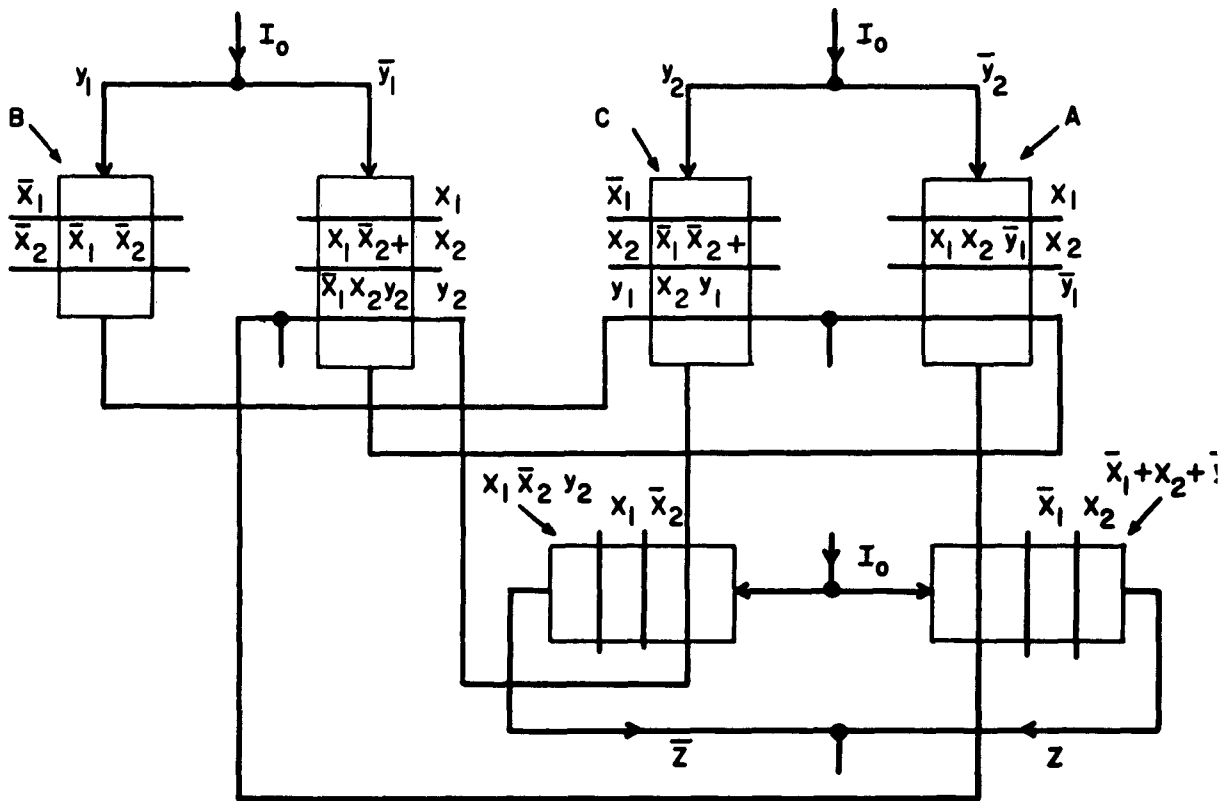 I₀ I₀
y₁ ȳ₁ y₂ ȳ₂
B C A
x̄₁ x₁ x̄₁ x₁
x̄₂ x̄₁ x̄₂ x₁ x̄₂+ x₂ x₂ x̄₁ x̄₂+ x₁ x₂ ȳ₁ x₂
x̄₁ x₂ y₂ y₂ y₁ x₂ y₁ ȳ₁
x₁ x̄₂ y₂ x̄₁+x₂+
x₁ x̄₂ x̄₁ x₂
I₀
z̄ z